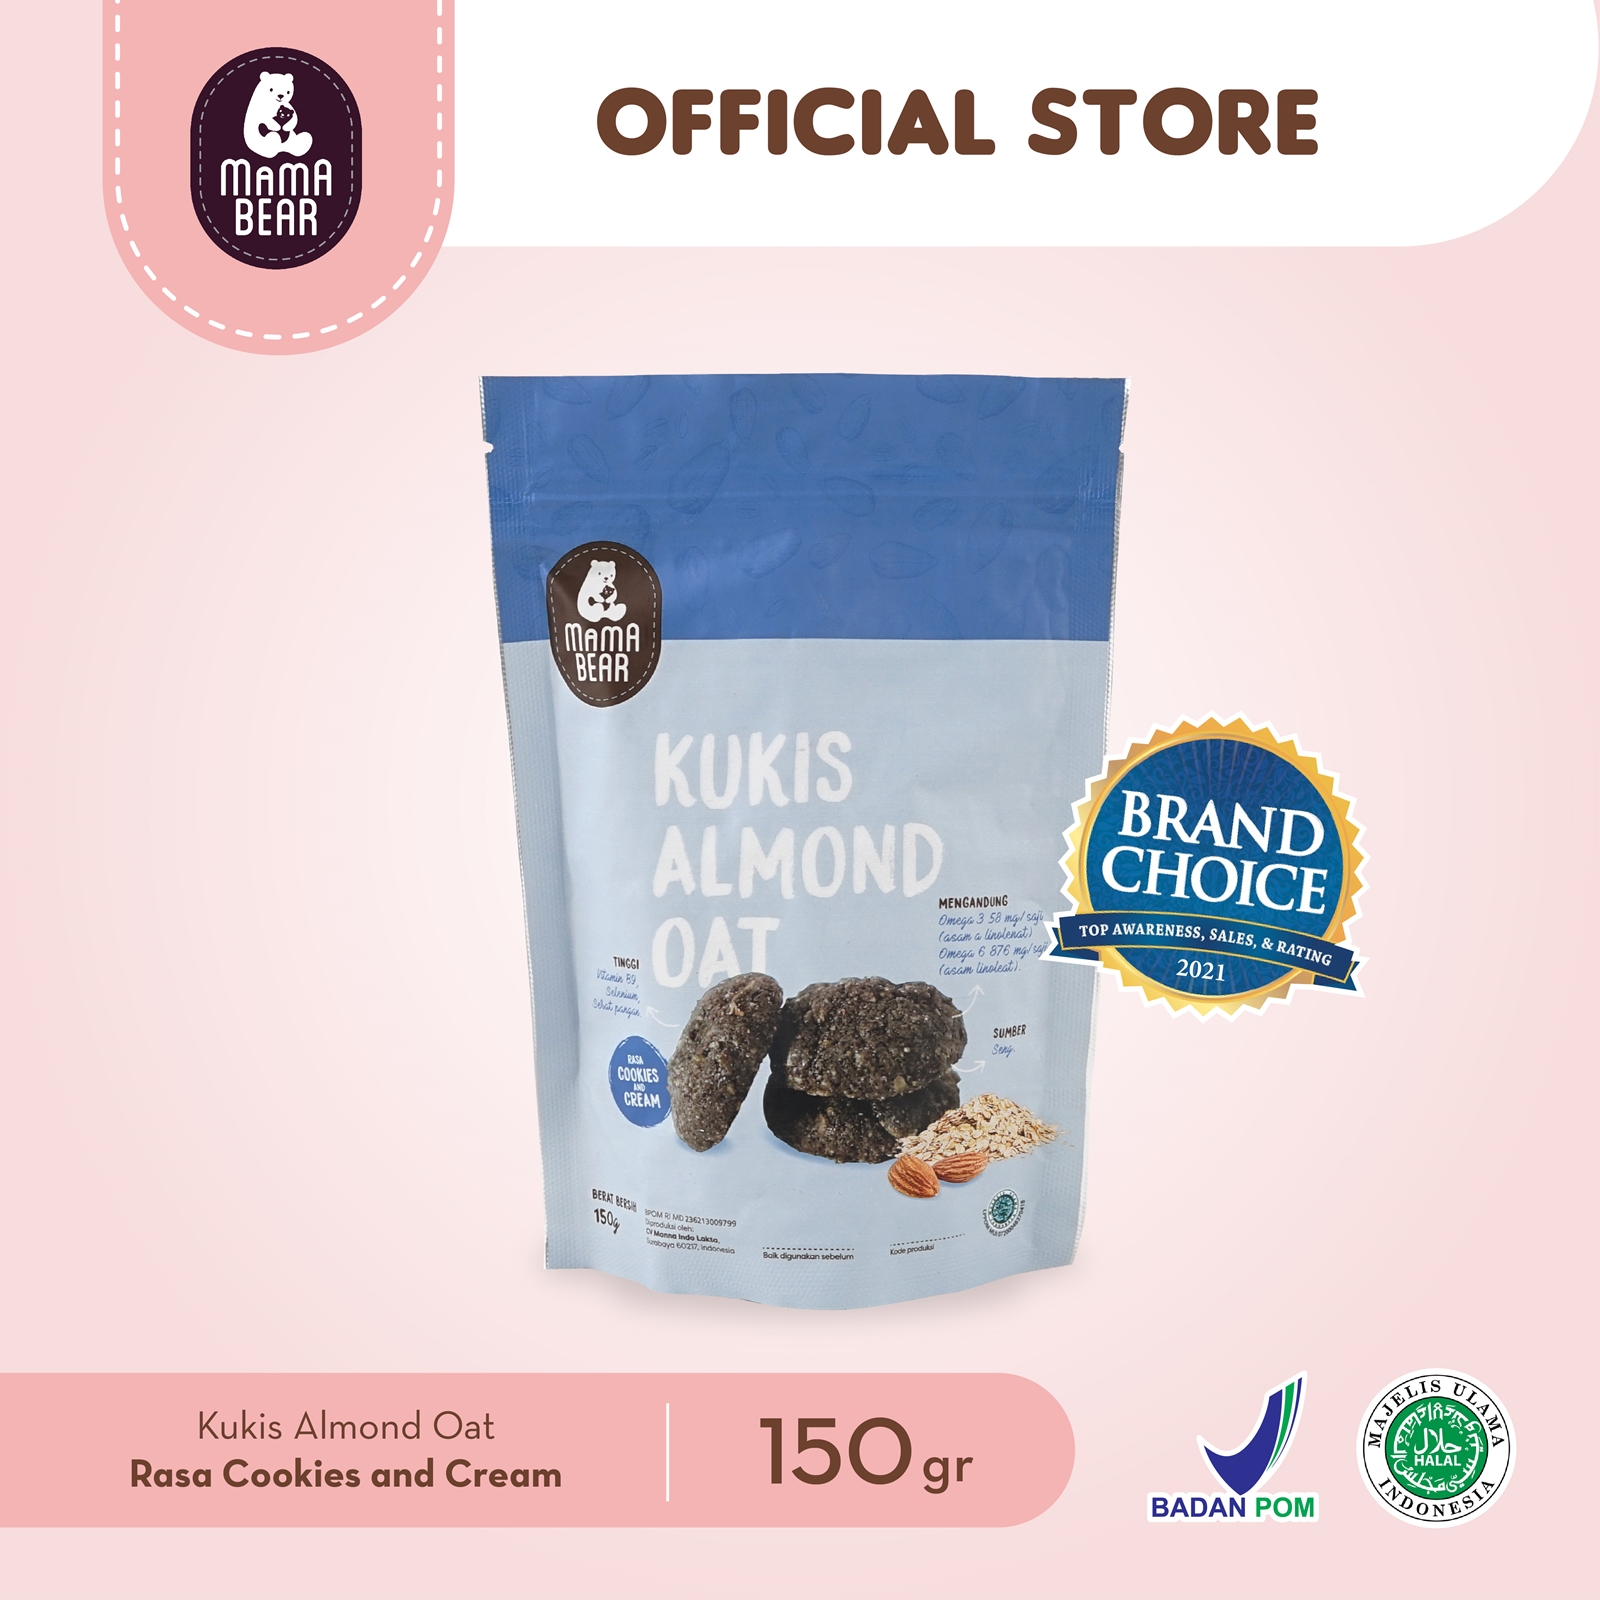 MAMA
BEAR
OFFICIAL STORE
MAMA
BEAR
KUKIS
ALMOND
OAT
MENGANDUNG
Omega 3 58 mg/saji
(asam a linolenat)
Omega 6 876 mg/saji
(asam linoleat).
TINGGI
Vitamin B9,
Selenium,
Serat pangan.
SUMBER
Seng.
RASA
COOKIES
AND
CREAM
BERAT BERSIH
150g
BPOM RI MD 236213009799
Diproduksi oleh:
CV Manna Indo Lakta,
Surabaya 60217, Indonesia
Baik digunakan sebelum
Kode produksi
BRAND
CHOICE
TOP AWARENESS, SALES, & RATING
2021
Kukis Almond Oat
Rasa Cookies and Cream
150 gr
BADAN POM
MAJELIS ULAMA
حلال
HALAL
INDONESIA